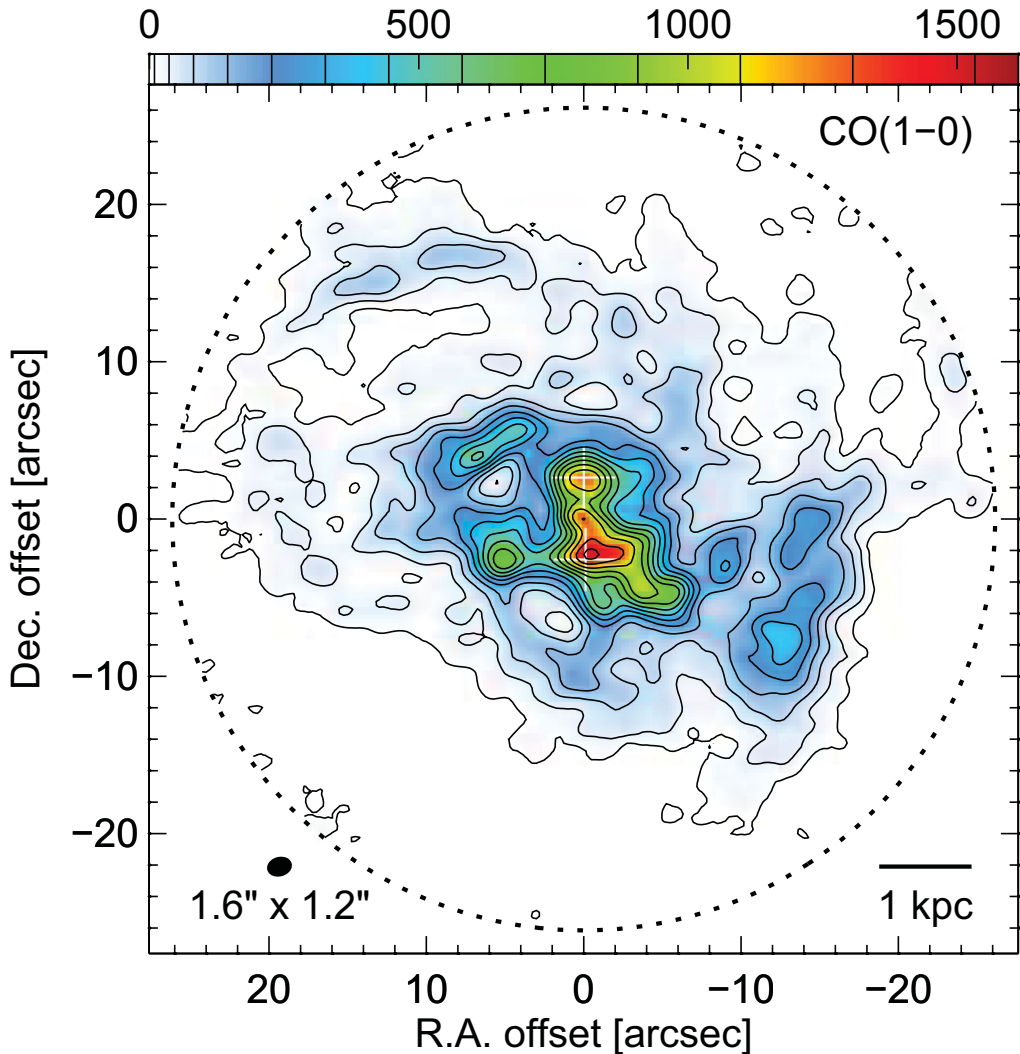 0 500 1000 1500
CO(1−0)
20
10
0
−10
−20
Dec. offset [arcsec]
1.6" x 1.2"
1 kpc
20 10 0 −10 −20
R.A. offset [arcsec]